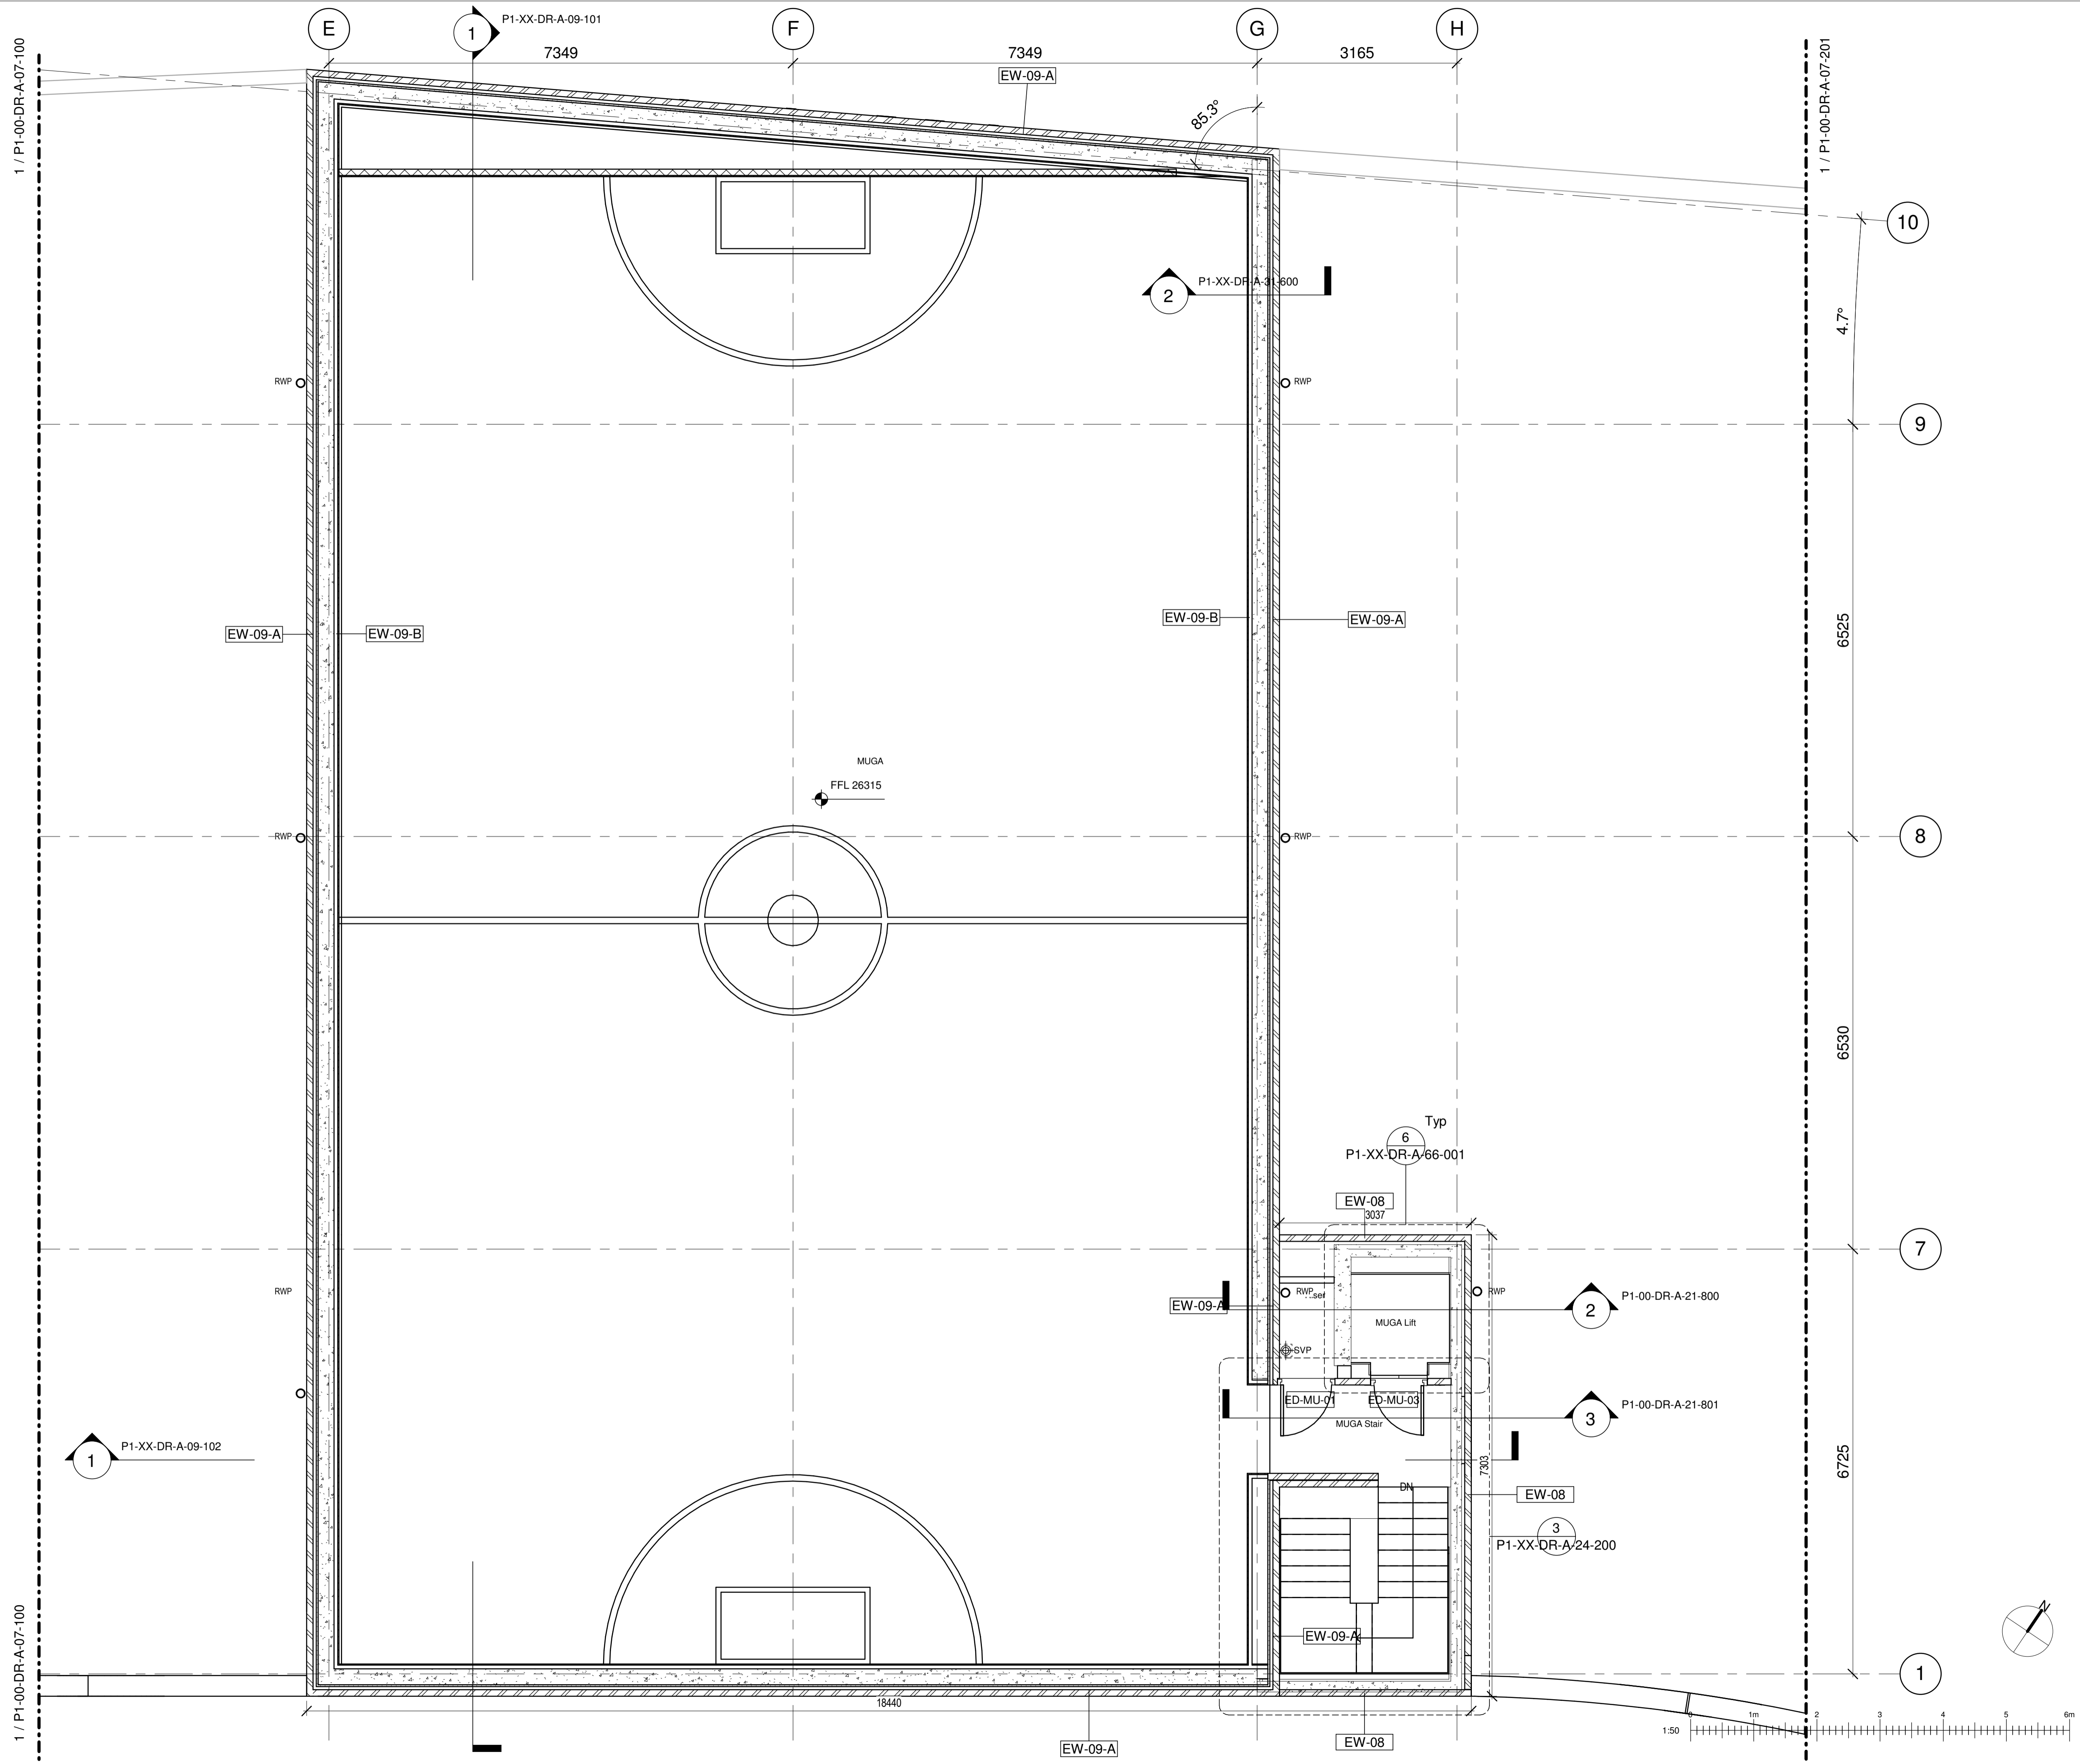 E
F
G
H
1
P1-XX-DR-A-09-101
7349
7349
3165
1 / P1-00-DR-A-07-100
1 / P1-00-DR-A-07-201
EW-09-A
85.3°
10
2
P1-XX-DR-A-31-600
4.7°
RWP
RWP
9
EW-09-A
EW-09-B
EW-09-B
EW-09-A
6525
MUGA
FFL 26315
RWP
RWP
8
6530
Typ
6
P1-XX-DR-A-66-001
EW-08
3037
7
RWP
EW-09-A
RWP
...ser
RWP
2
P1-00-DR-A-21-800
MUGA Lift
SVP
ED-MU-01
ED-MU-03
MUGA Stair
3
P1-00-DR-A-21-801
1
P1-XX-DR-A-09-102
7303
6725
DN
EW-08
3
P1-XX-DR-A-24-200
EW-09-A
N
1 / P1-00-DR-A-07-100
1
18440
EW-09-A
EW-08
1:50
0 1m 2 3 4 5 6m